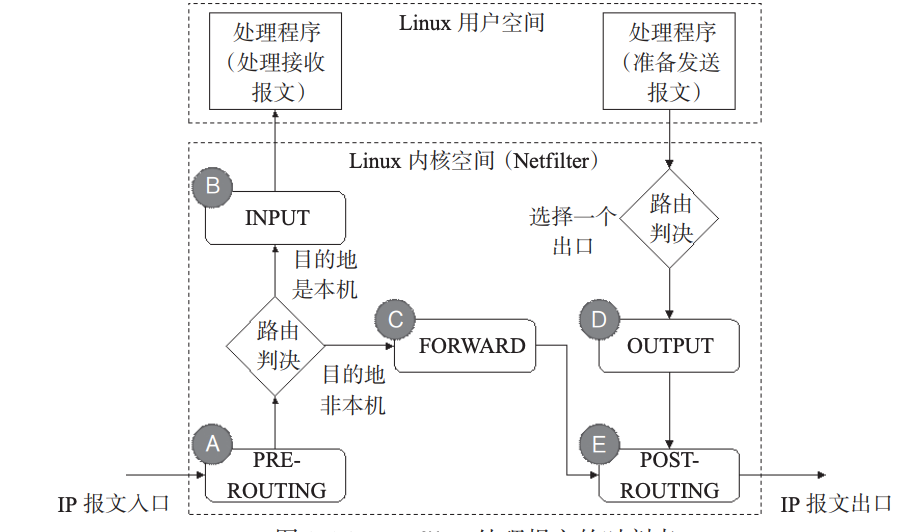 Linux 用户空间
处理程序
（处理接收
报文）
处理程序
（准备发送
报文）
Linux 内核空间（Netfilter）
B
INPUT
选择一个
出口
路由
判决
目的地
是本机
路由
判决
C
FORWARD
D
OUTPUT
目的地
非本机
A
PRE-
ROUTING
E
POST-
ROUTING
IP 报文入口
IP 报文出口